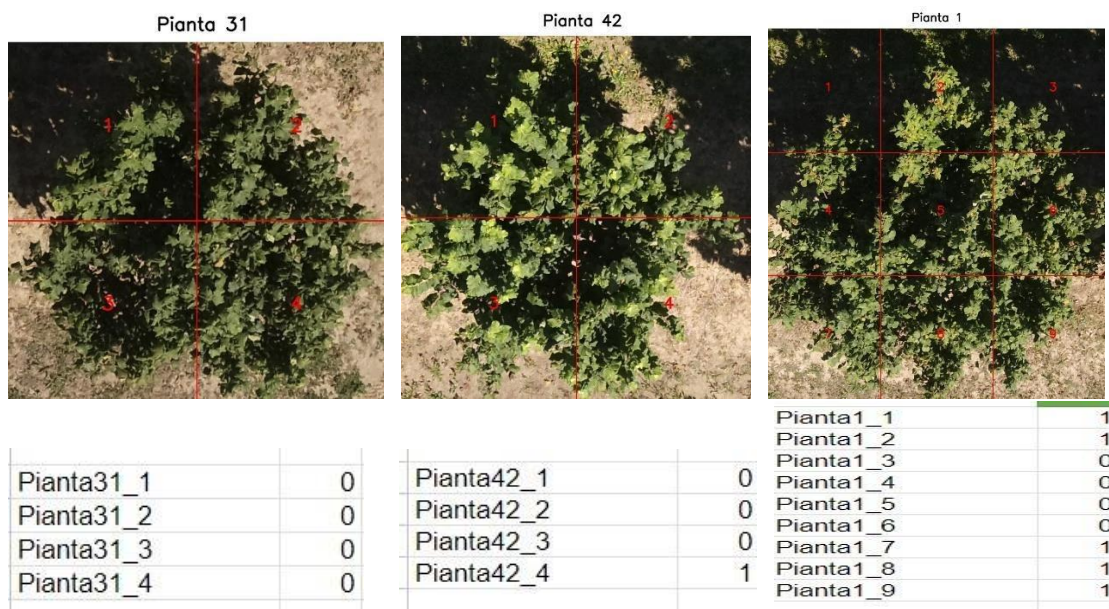 Pianta 31
Pianta 42
Pianta 1
1
2
3
4
1
2
3
4
1
2
3
4
5
6
7
8
9
Pianta31_1 0
Pianta31_2 0
Pianta31_3 0
Pianta31_4 0
Pianta42_1 0
Pianta42_2 0
Pianta42_3 0
Pianta42_4 1
Pianta1_1 1
Pianta1_2 1
Pianta1_3 0
Pianta1_4 0
Pianta1_5 0
Pianta1_6 0
Pianta1_7 1
Pianta1_8 1
Pianta1_9 1